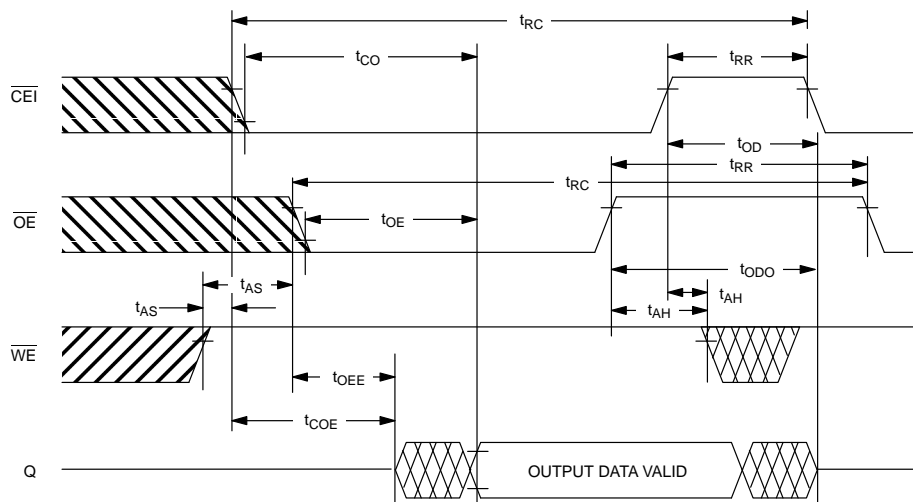 tRC
tCO
tRR
CEI
tOD
tRR
tRC
OE
tOE
tODO
tAS
tAH
tAS
tAH
WE
tOEE
tCOE
Q
OUTPUT DATA VALID